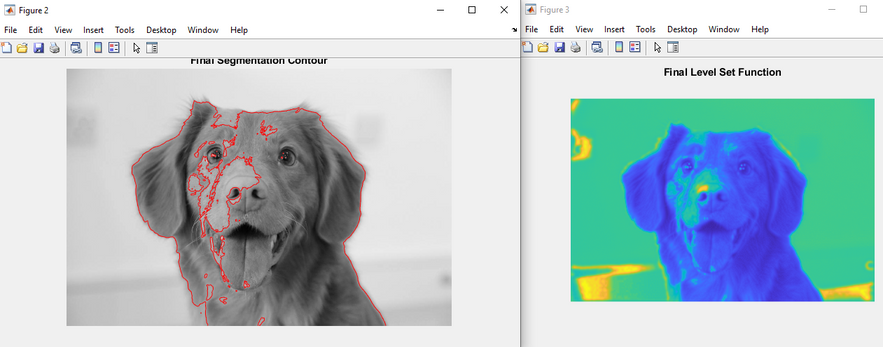 Figure 2
File Edit View Insert Tools Desktop Window Help
Final Segmentation Contour
Figure 3
File Edit View Insert Tools Desktop Window Help
Final Level Set Function